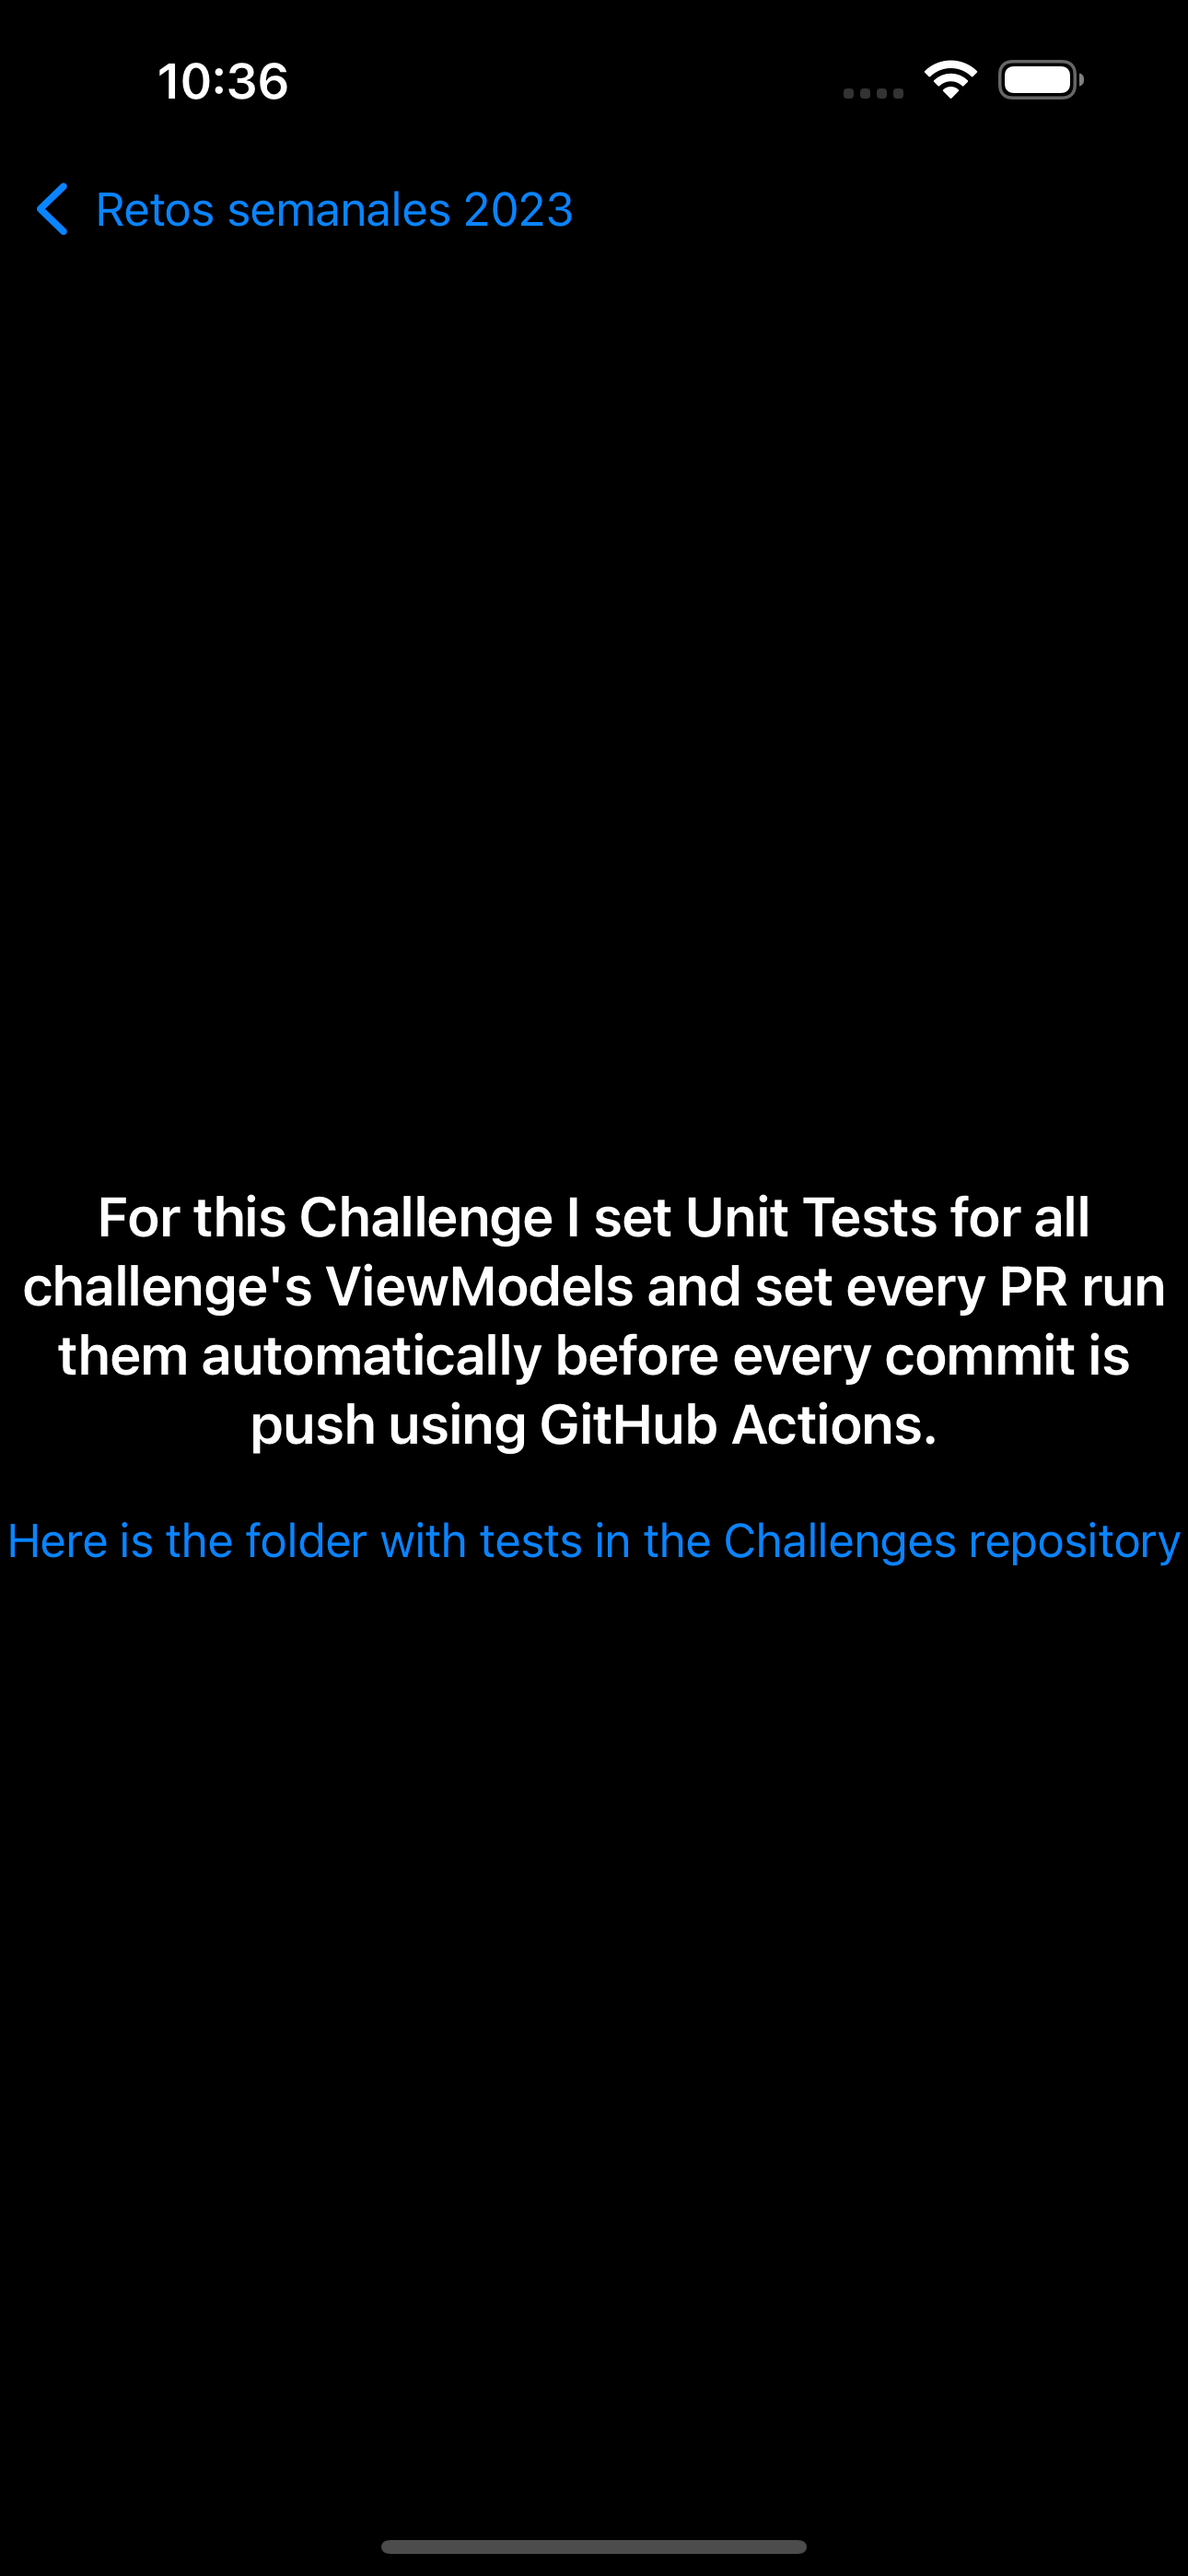 10:36
Retos semanales 2023
For this Challenge I set Unit Tests for all
challenge's ViewModels and set every PR run
them automatically before every commit is
push using GitHub Actions.
Here is the folder with tests in the Challenges repository